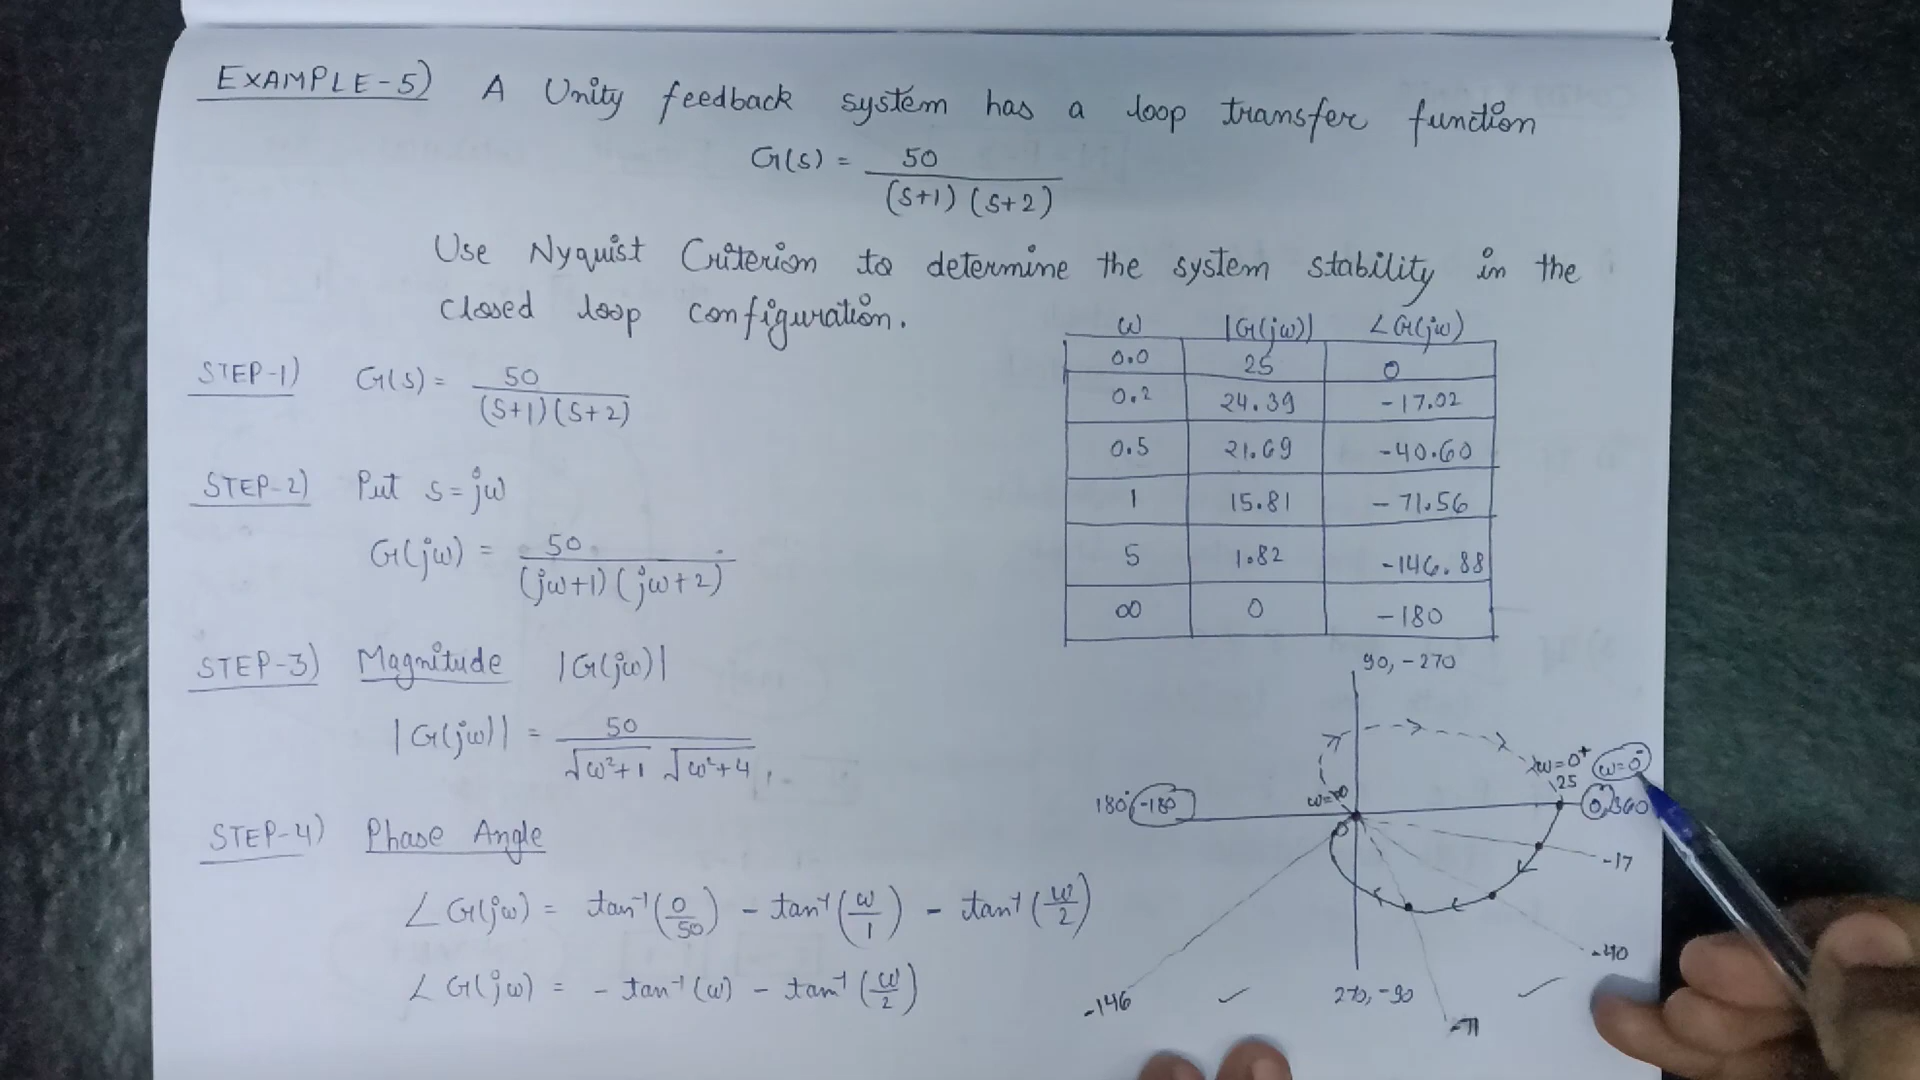 EXAMPLE-5) A Unity feedback system has a loop transfer function
G(s) = 50 / (s+1) (s+2)
Use Nyquist Criterion to determine the system stability in the
closed loop configuration.
STEP-1) G(s) = 50 / (s+1)(s+2)
STEP-2) Put s=jω
G(jω) = 50 / (jω+1) (jω+2)
STEP-3) Magnitude |G(jω)|
|G(jω)| = 50 / √ω²+1 √ω²+4
STEP-4) Phase Angle
∠G(jω) = tan⁻¹(0/50) - tan⁻¹(ω/1) - tan⁻¹(ω/2)
∠G(jω) = - tan⁻¹(ω) - tan⁻¹(ω/2)
ω |G(jω)| ∠G(jω)
0.0 25 0
0.2 24.39 -17.02
0.5 21.69 -40.60
1 15.81 -71.56
5 1.82 -146.88
∞ 0 -180
90, -270
ω=0⁺ ω=0⁻
25
180 -180
ω=∞
0, 360
-17
-40
-71
270, -90
-146